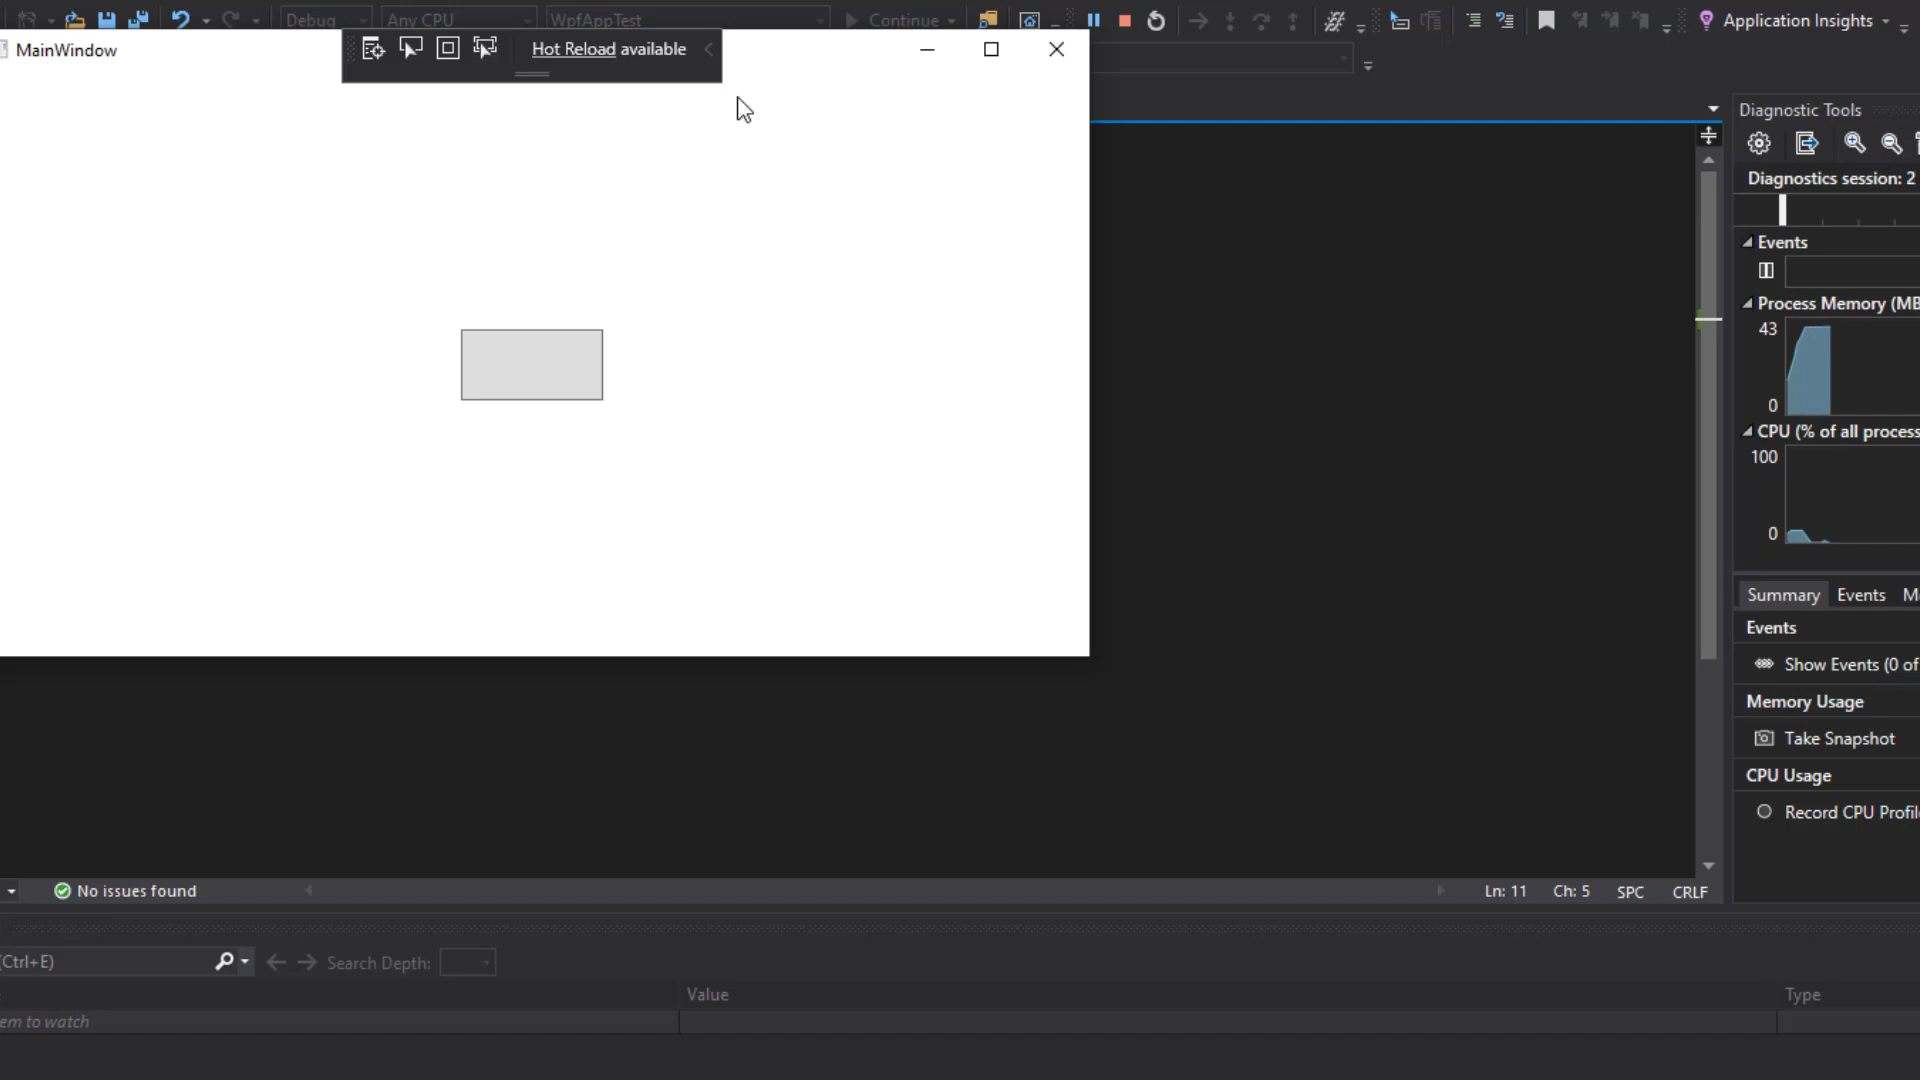 Debug Any CPU WpfAppTest Continue Application Insights
MainWindow
Hot Reload available
Diagnostic Tools
Diagnostics session: 2
Events
Process Memory (MB
43
0
CPU (% of all process
100
0
Summary Events
Events
Show Events (0 of
Memory Usage
Take Snapshot
CPU Usage
Record CPU Profil
No issues found Ln: 11 Ch: 5 SPC CRLF
(Ctrl+E) Search Depth:
Value Type
em to watch